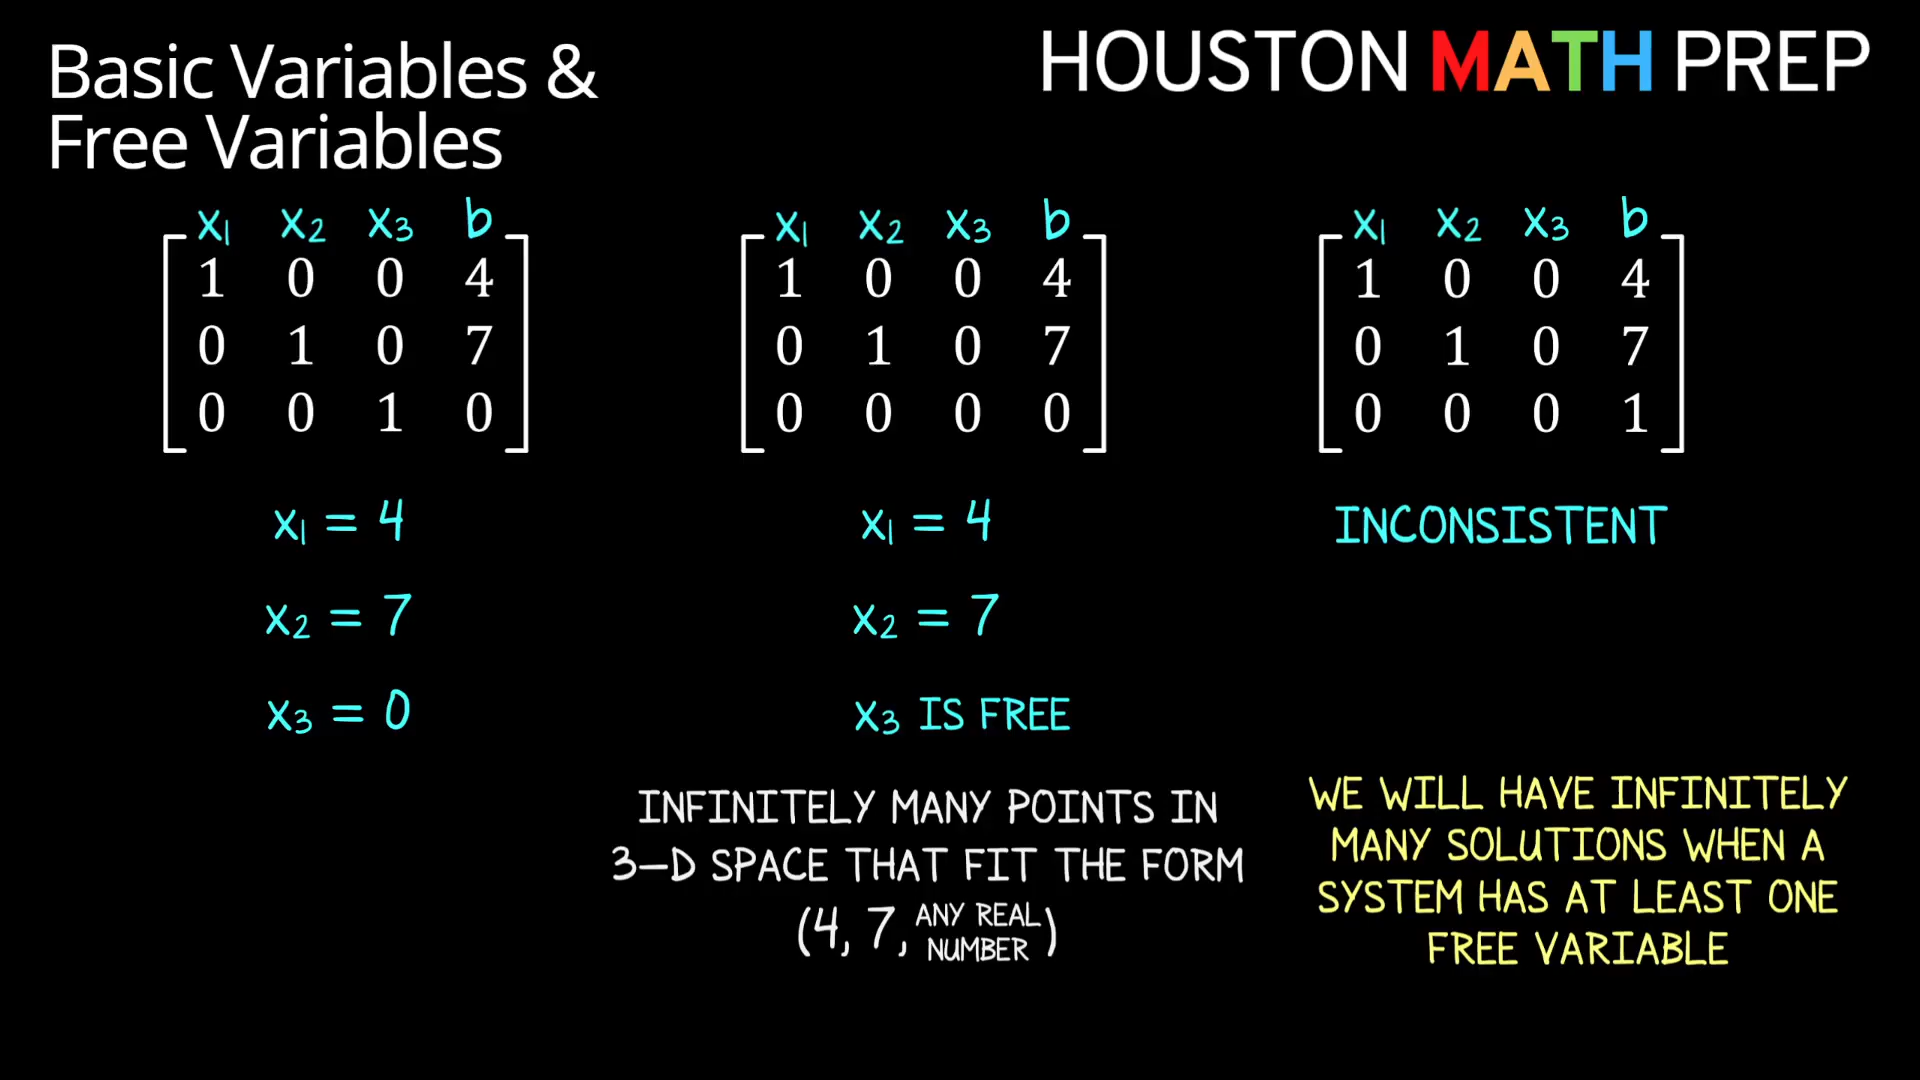 Basic Variables &
Free Variables
HOUSTON MATH PREP
x₁ x₂ x₃ b
1 0 0 4
0 1 0 7
0 0 1 0
x₁ = 4
x₂ = 7
x₃ = 0
x₁ x₂ x₃ b
1 0 0 4
0 1 0 7
0 0 0 0
x₁ = 4
x₂ = 7
x₃ IS FREE
INFINITELY MANY POINTS IN
3-D SPACE THAT FIT THE FORM
(4, 7, ANY REAL
NUMBER)
x₁ x₂ x₃ b
1 0 0 4
0 1 0 7
0 0 0 1
INCONSISTENT
WE WILL HAVE INFINITELY
MANY SOLUTIONS WHEN A
SYSTEM HAS AT LEAST ONE
FREE VARIABLE